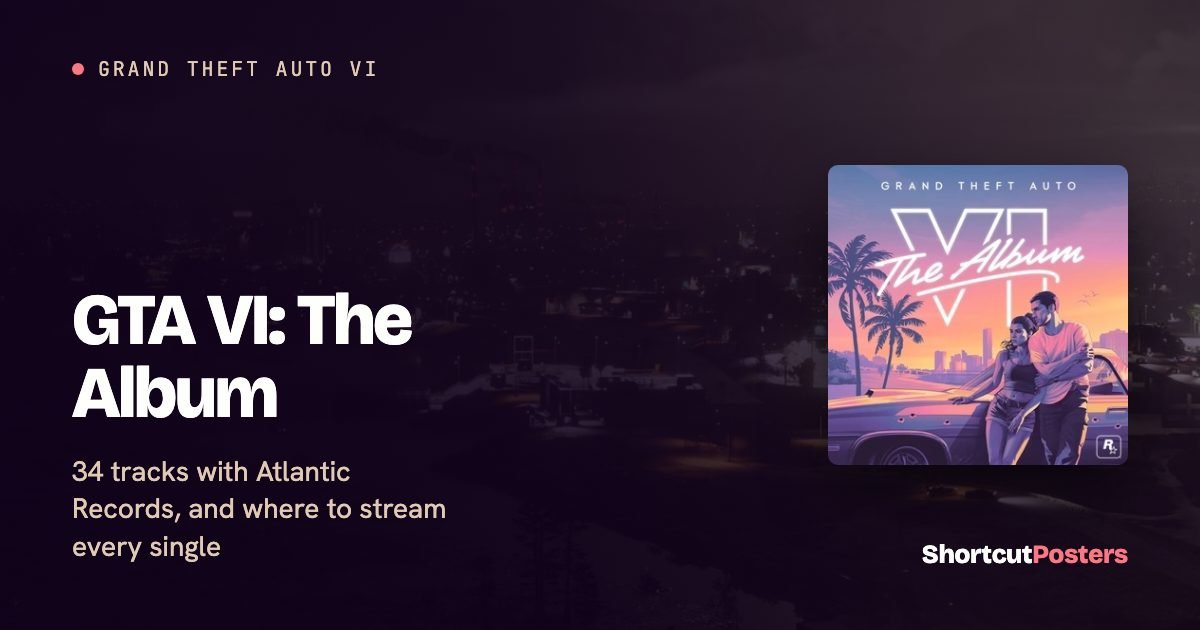 GRAND THEFT AUTO VI
GTA VI: The
Album
34 tracks with Atlantic
Records, and where to stream
every single
GRAND THEFT AUTO
VI
The Album
R
ShortcutPosters